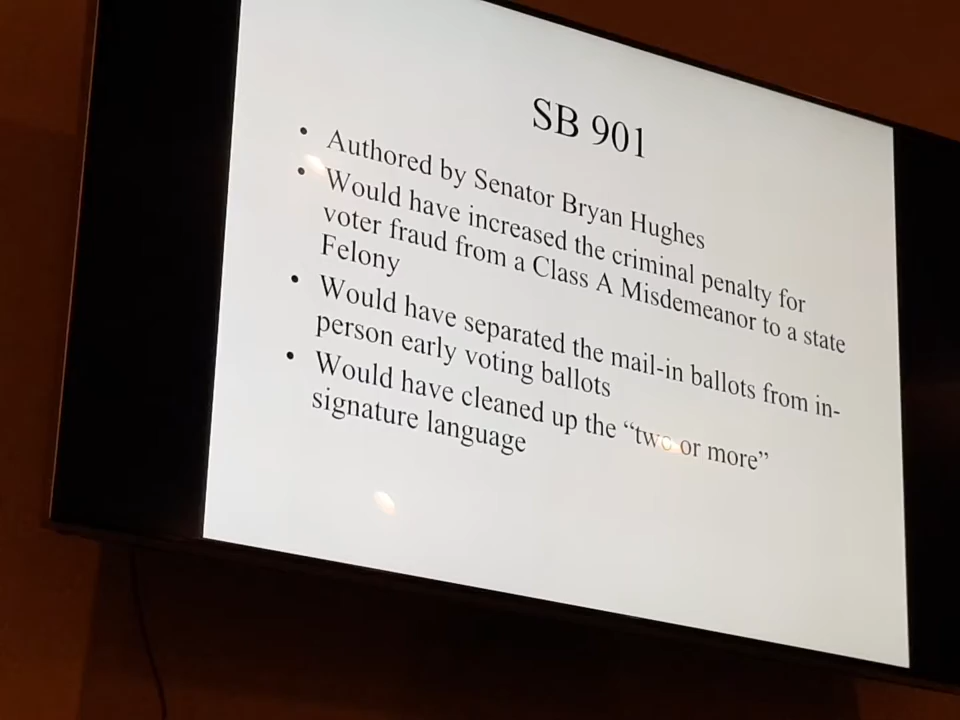 SB 901
• Authored by Senator Bryan Hughes
• Would have increased the criminal penalty for
voter fraud from a Class A Misdemeanor to a state
Felony
• Would have separated the mail-in ballots from in-
person early voting ballots
• Would have cleaned up the “two or more”
signature language